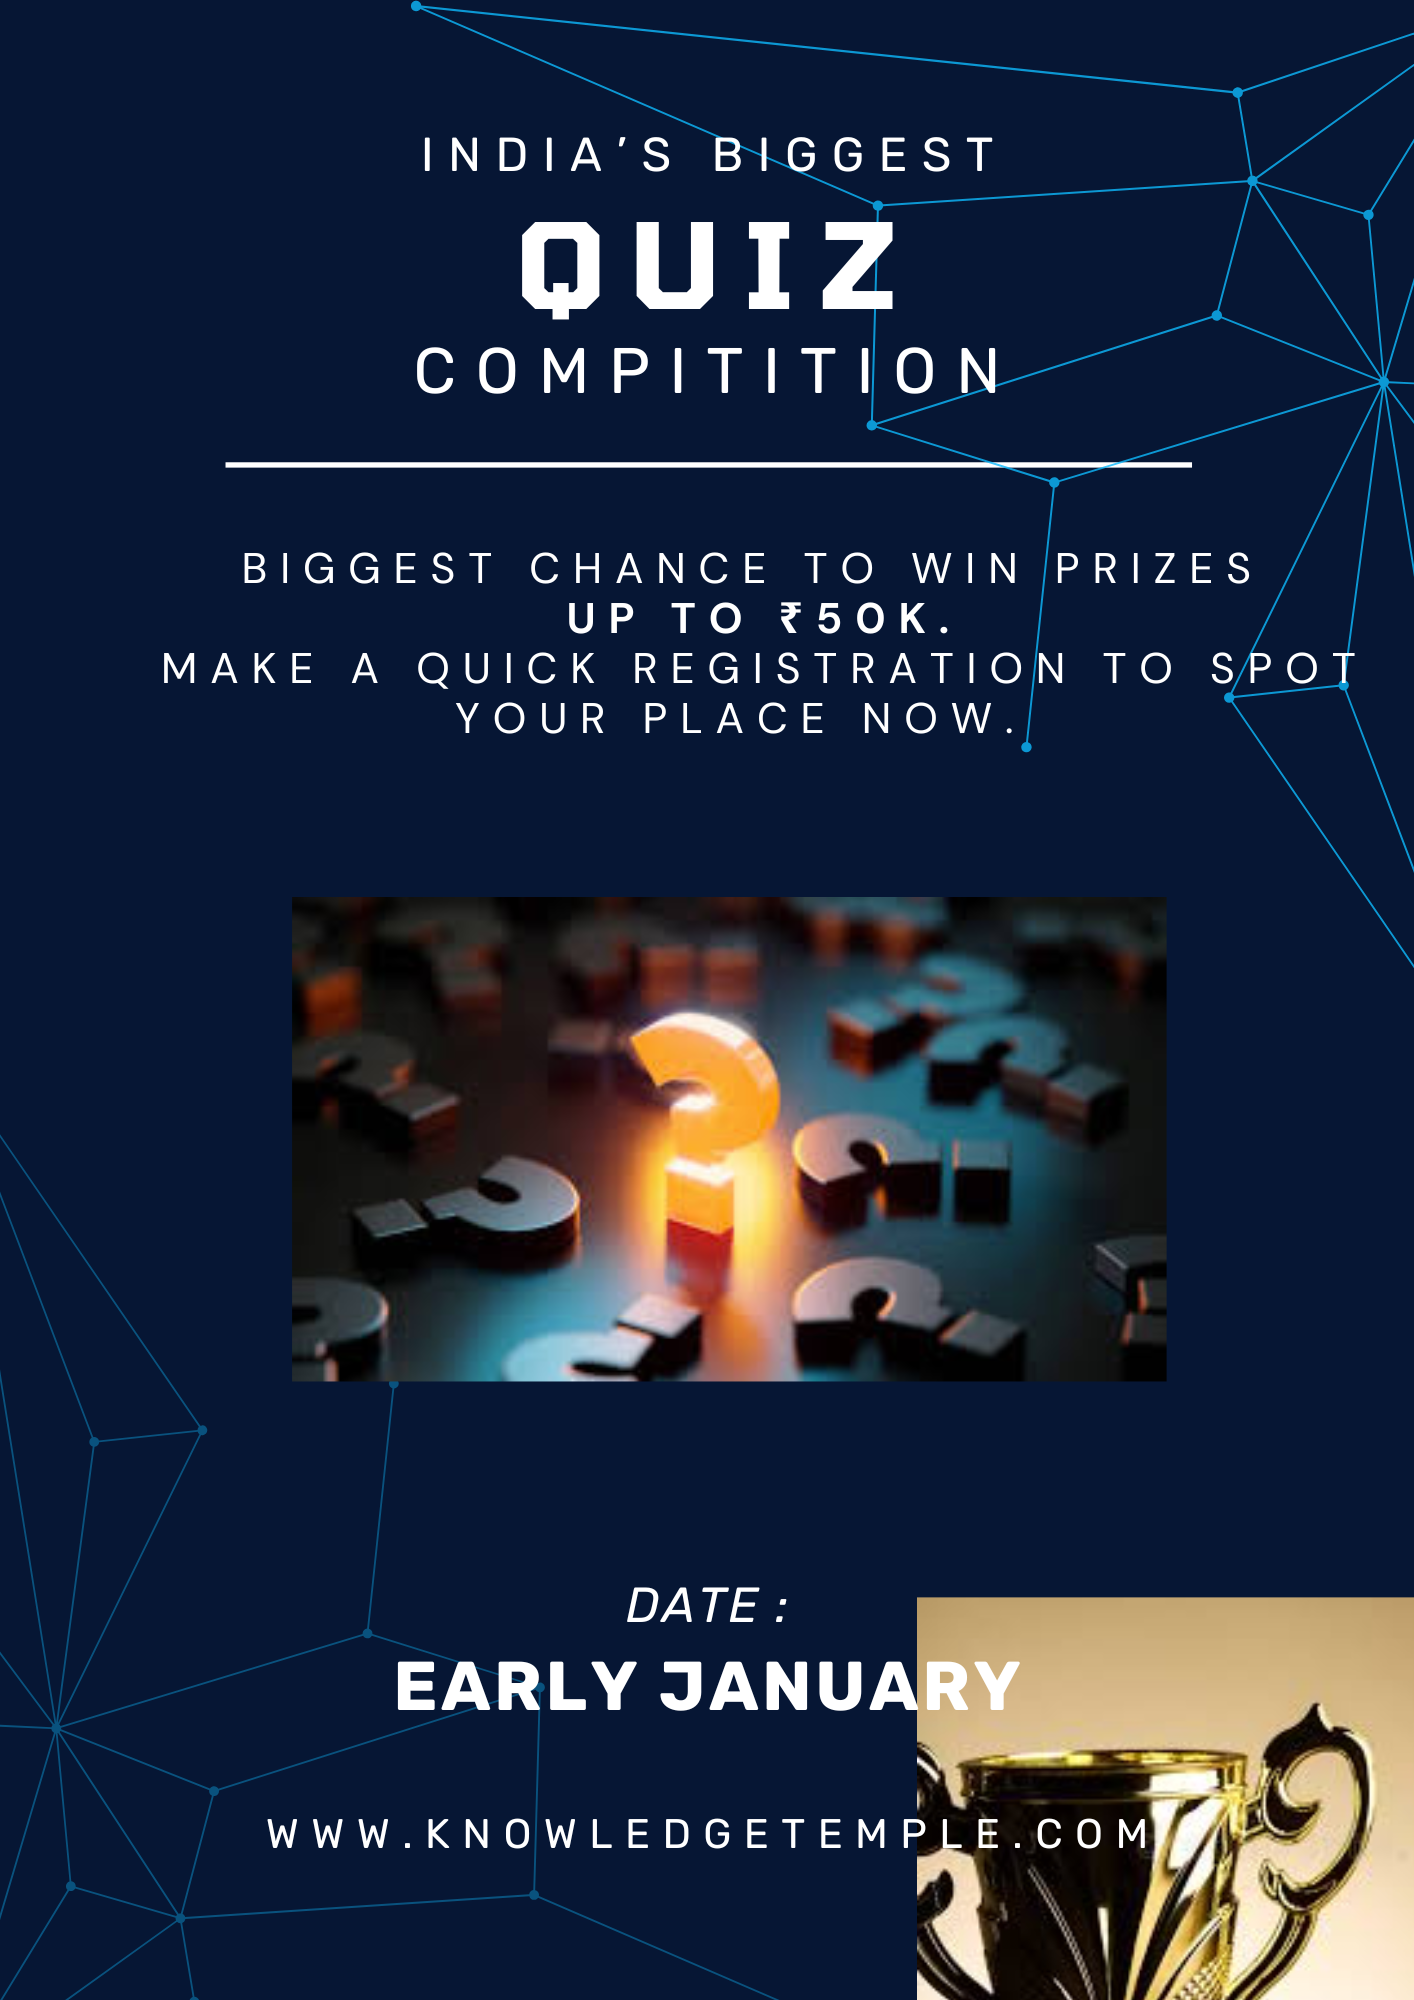 INDIA'S BIGGEST
QUIZ
COMPITITION
BIGGEST CHANCE TO WIN PRIZES
UP TO ₹50K.
MAKE A QUICK REGISTRATION TO SPOT
YOUR PLACE NOW.
DATE :
EARLY JANUARY
WWW.KNOWLEDGETEMPLE.COM